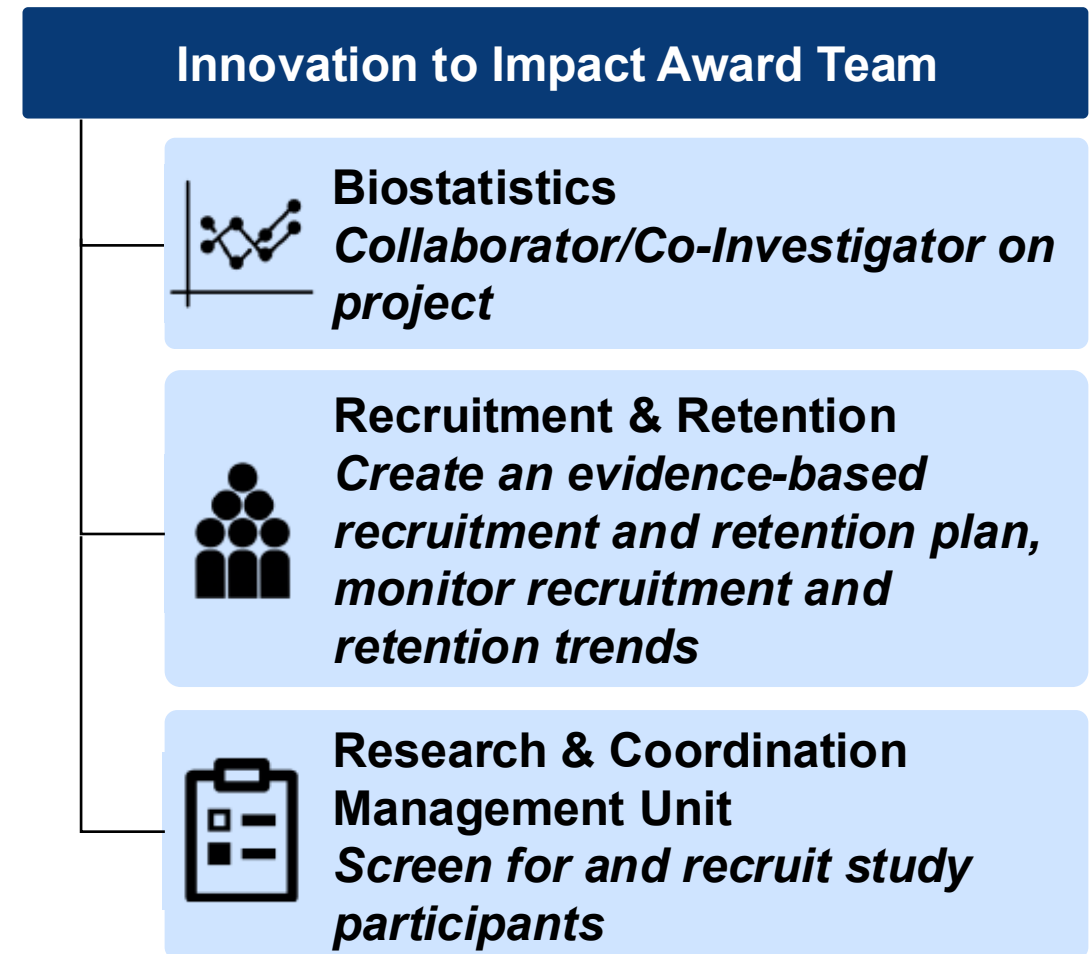 Innovation to Impact Award Team
Biostatistics
Collaborator/Co-Investigator on
project
Recruitment & Retention
Create an evidence-based
recruitment and retention plan,
monitor recruitment and
retention trends
Research & Coordination
Management Unit
Screen for and recruit study
participants